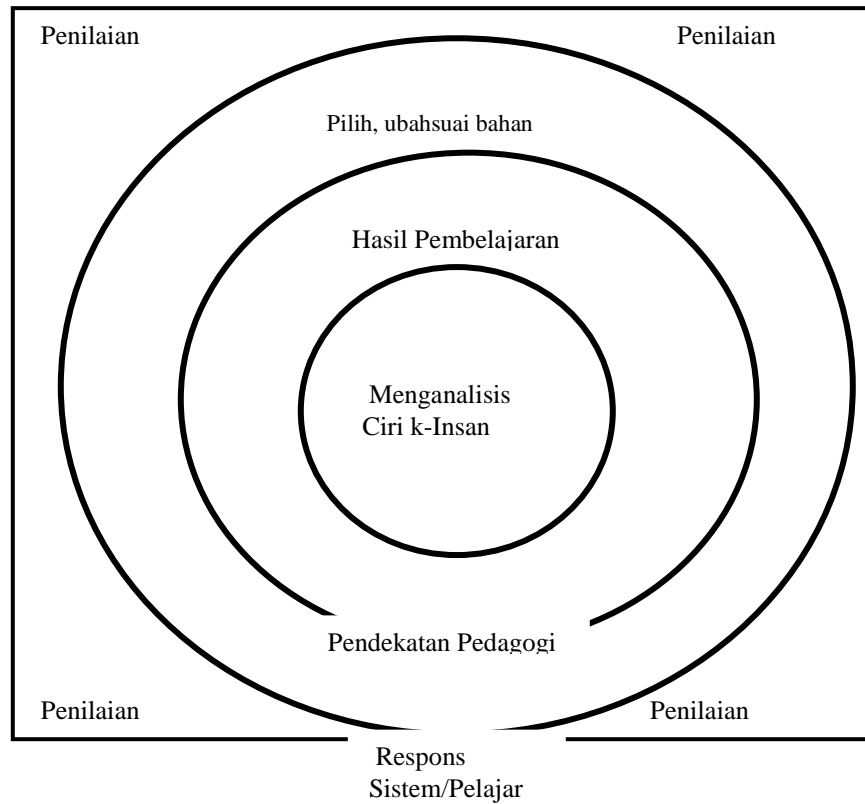 Penilaian Penilaian
Pilih, ubahsuai bahan
Hasil Pembelajaran
Menganalisis
Ciri k-Insan
Pendekatan Pedagogi
Penilaian Penilaian
Respons
Sistem/Pelajar